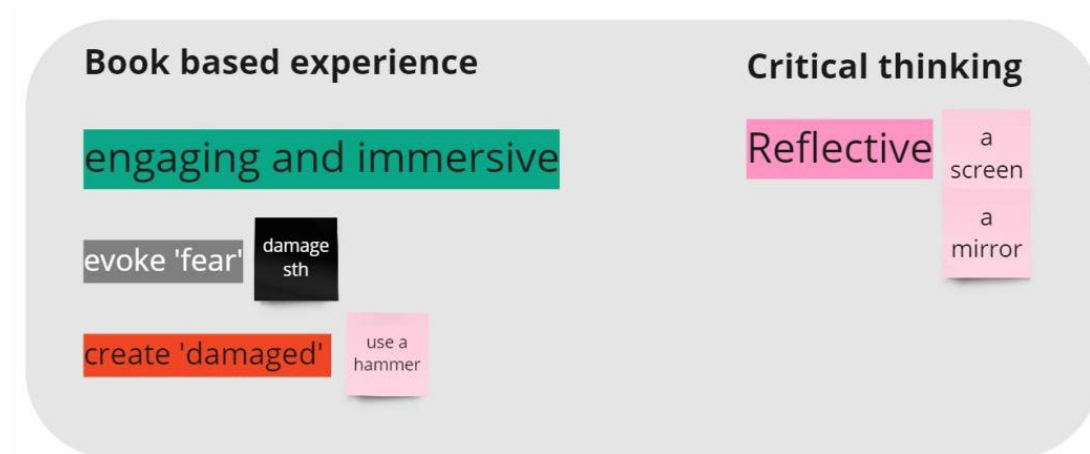 Book based experience
engaging and immersive
evoke 'fear'
damage
sth
create 'damaged'
use a
hammer
Critical thinking
Reflective
a
screen
a
mirror